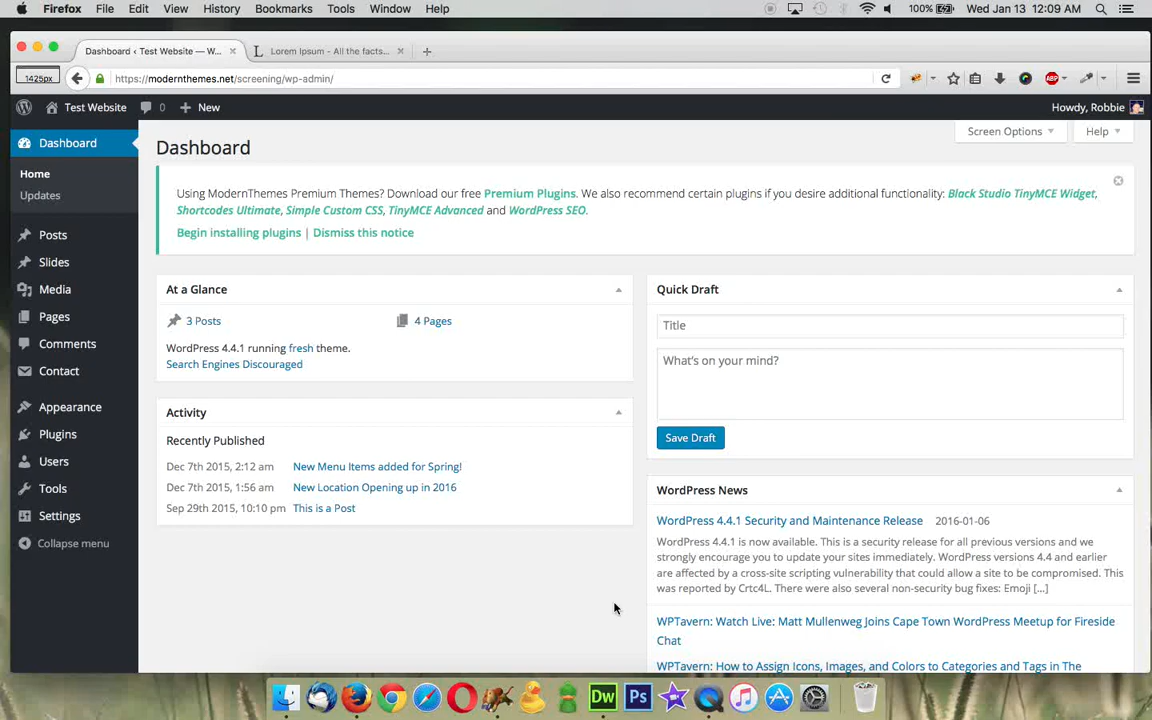 Firefox File Edit View History Bookmarks Tools Window Help 100% Wed Jan 13 12:09 AM
Dashboard ‹ Test Website — W... Lorem Ipsum - All the facts...
1425px https://modernthemes.net/screening/wp-admin/ ABP
Test Website 0 New Howdy, Robbie
Screen Options Help
Dashboard
Dashboard
Home
Updates
Posts
Slides
Media
Pages
Comments
Contact
Appearance
Plugins
Users
Tools
Settings
Collapse menu
Using ModernThemes Premium Themes? Download our free Premium Plugins. We also recommend certain plugins if you desire additional functionality: Black Studio TinyMCE Widget,
Shortcodes Ultimate, Simple Custom CSS, TinyMCE Advanced and WordPress SEO.
Begin installing plugins | Dismiss this notice
At a Glance
3 Posts 4 Pages
WordPress 4.4.1 running fresh theme.
Search Engines Discouraged
Activity
Recently Published
Dec 7th 2015, 2:12 am New Menu Items added for Spring!
Dec 7th 2015, 1:56 am New Location Opening up in 2016
Sep 29th 2015, 10:10 pm This is a Post
Quick Draft
Title
What's on your mind?
Save Draft
WordPress News
WordPress 4.4.1 Security and Maintenance Release 2016-01-06
WordPress 4.4.1 is now available. This is a security release for all previous versions and we
strongly encourage you to update your sites immediately. WordPress versions 4.4 and earlier
are affected by a cross-site scripting vulnerability that could allow a site to be compromised. This
was reported by Crtc4L. There were also several non-security bug fixes: Emoji [...]
WPTavern: Watch Live: Matt Mullenweg Joins Cape Town WordPress Meetup for Fireside
Chat
WPTavern: How to Assign Icons, Images, and Colors to Categories and Tags in The
Dw Ps